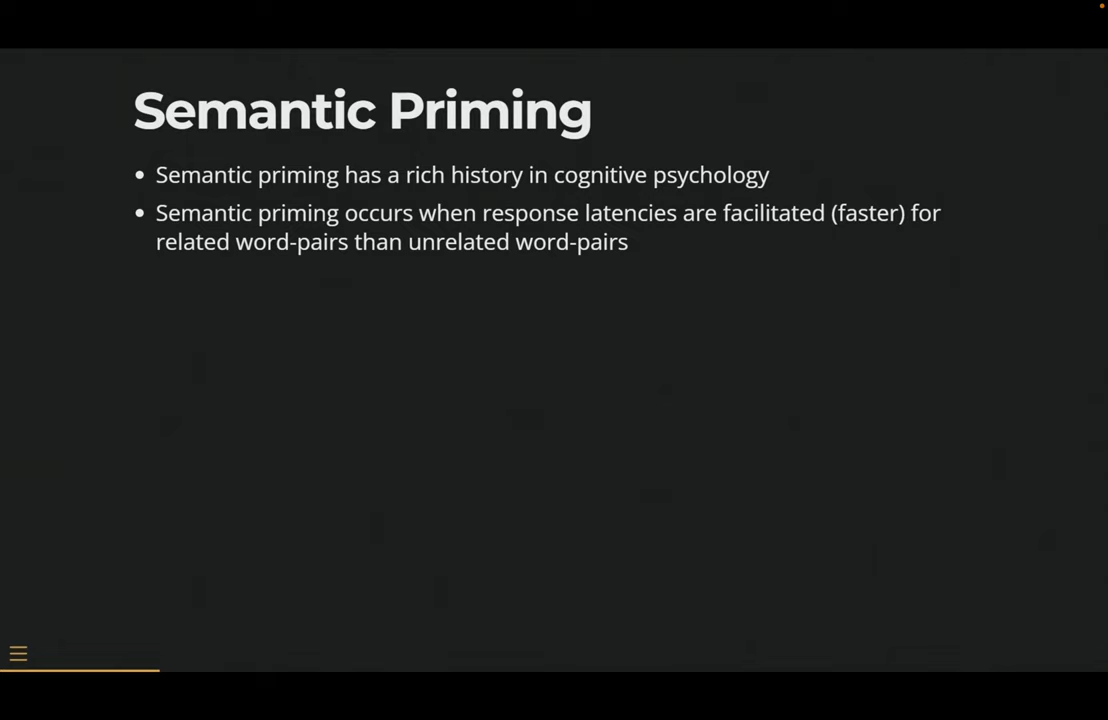 Semantic Priming
• Semantic priming has a rich history in cognitive psychology
• Semantic priming occurs when response latencies are facilitated (faster) for
related word-pairs than unrelated word-pairs